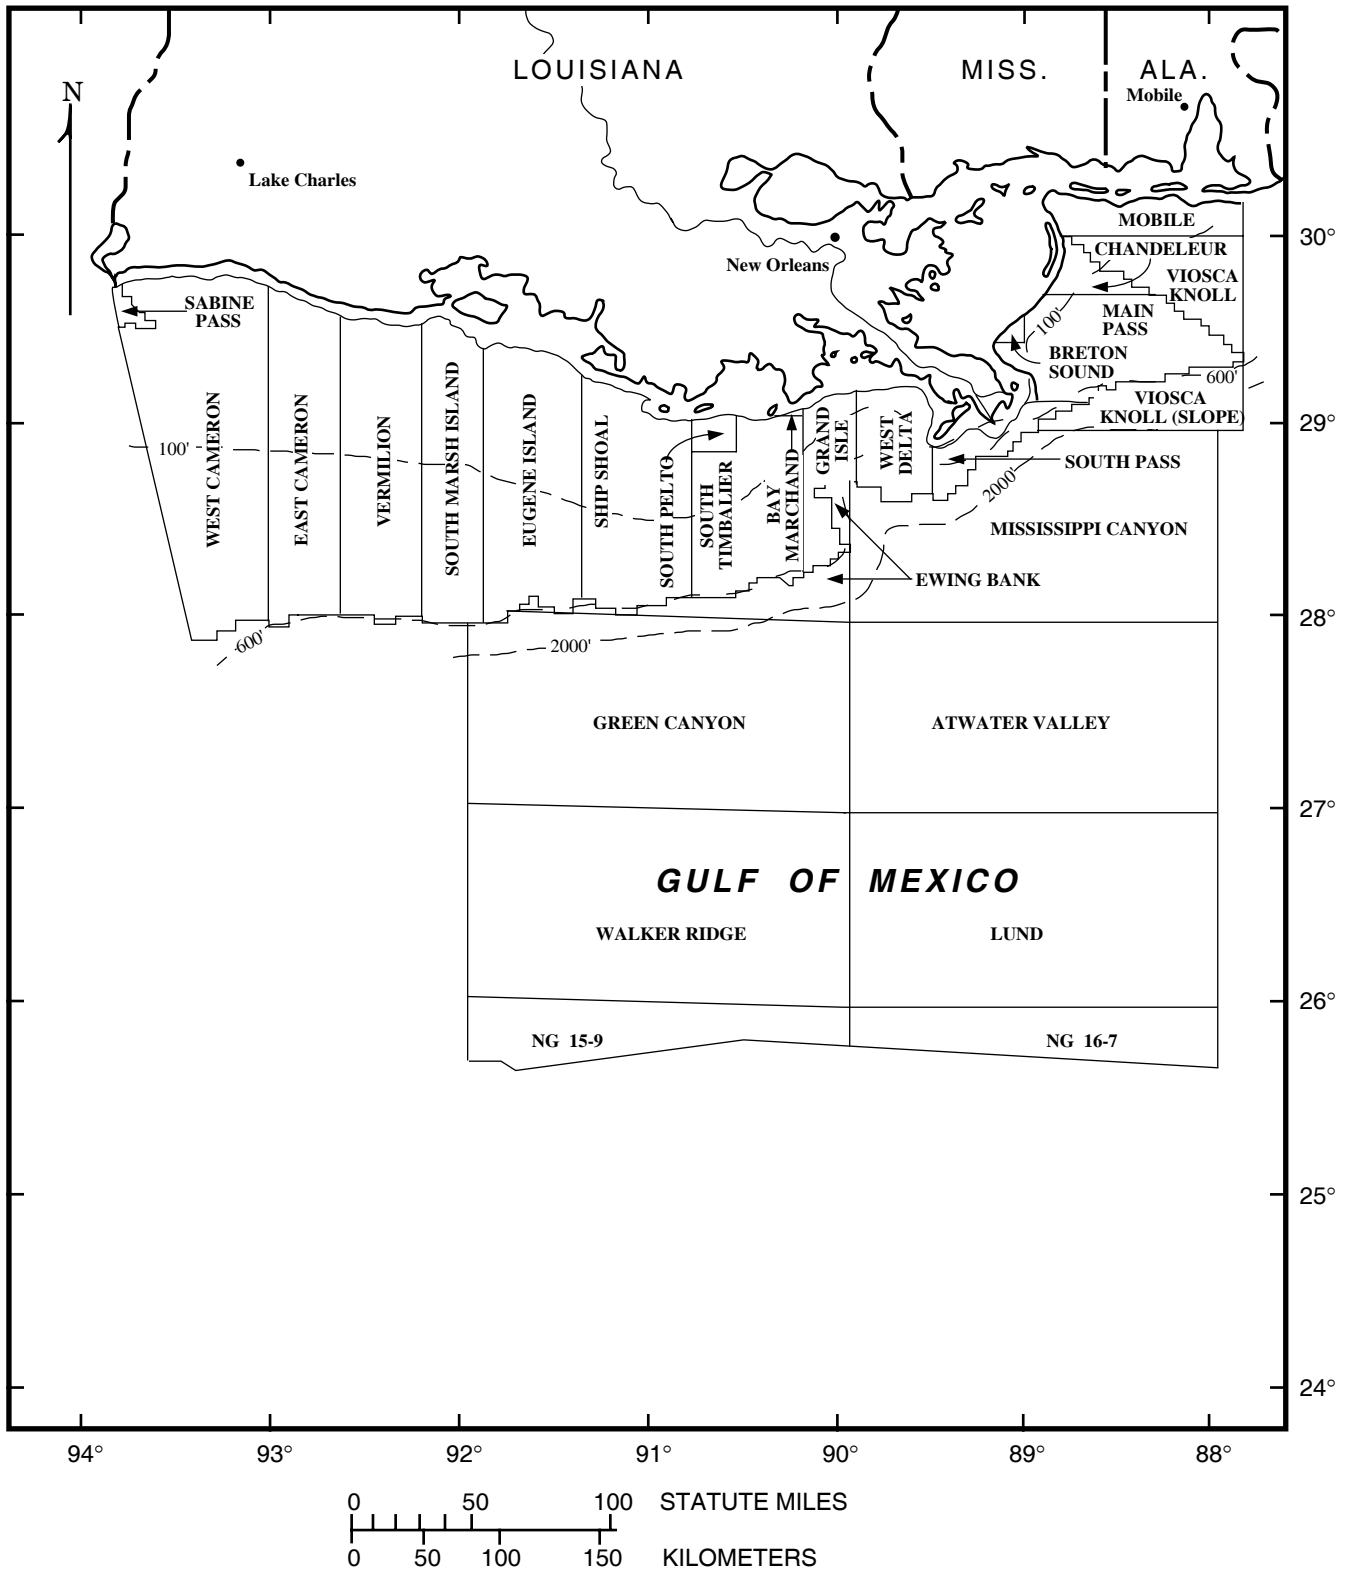 LOUISIANA
MISS.
ALA.
Mobile
N
Lake Charles
New Orleans
MOBILE
30°
CHANDELEUR
VIOSCA
KNOLL
SABINE
PASS
MAIN
PASS
100'
BRETON
SOUND
600'
VIOSCA
KNOLL (SLOPE)
29°
WEST CAMERON
EAST CAMERON
VERMILION
SOUTH MARSH ISLAND
EUGENE ISLAND
SHIP SHOAL
SOUTH PELTO
SOUTH
TIMBALIER
BAY
MARCHAND
GRAND
ISLE
WEST
DELTA
100'
SOUTH PASS
2000'
MISSISSIPPI CANYON
EWING BANK
28°
600'
2000'
GREEN CANYON
ATWATER VALLEY
27°
GULF OF MEXICO
WALKER RIDGE
LUND
26°
NG 15-9
NG 16-7
25°
24°
94°
93°
92°
91°
90°
89°
88°
0 50 100 STATUTE MILES
0 50 100 150 KILOMETERS